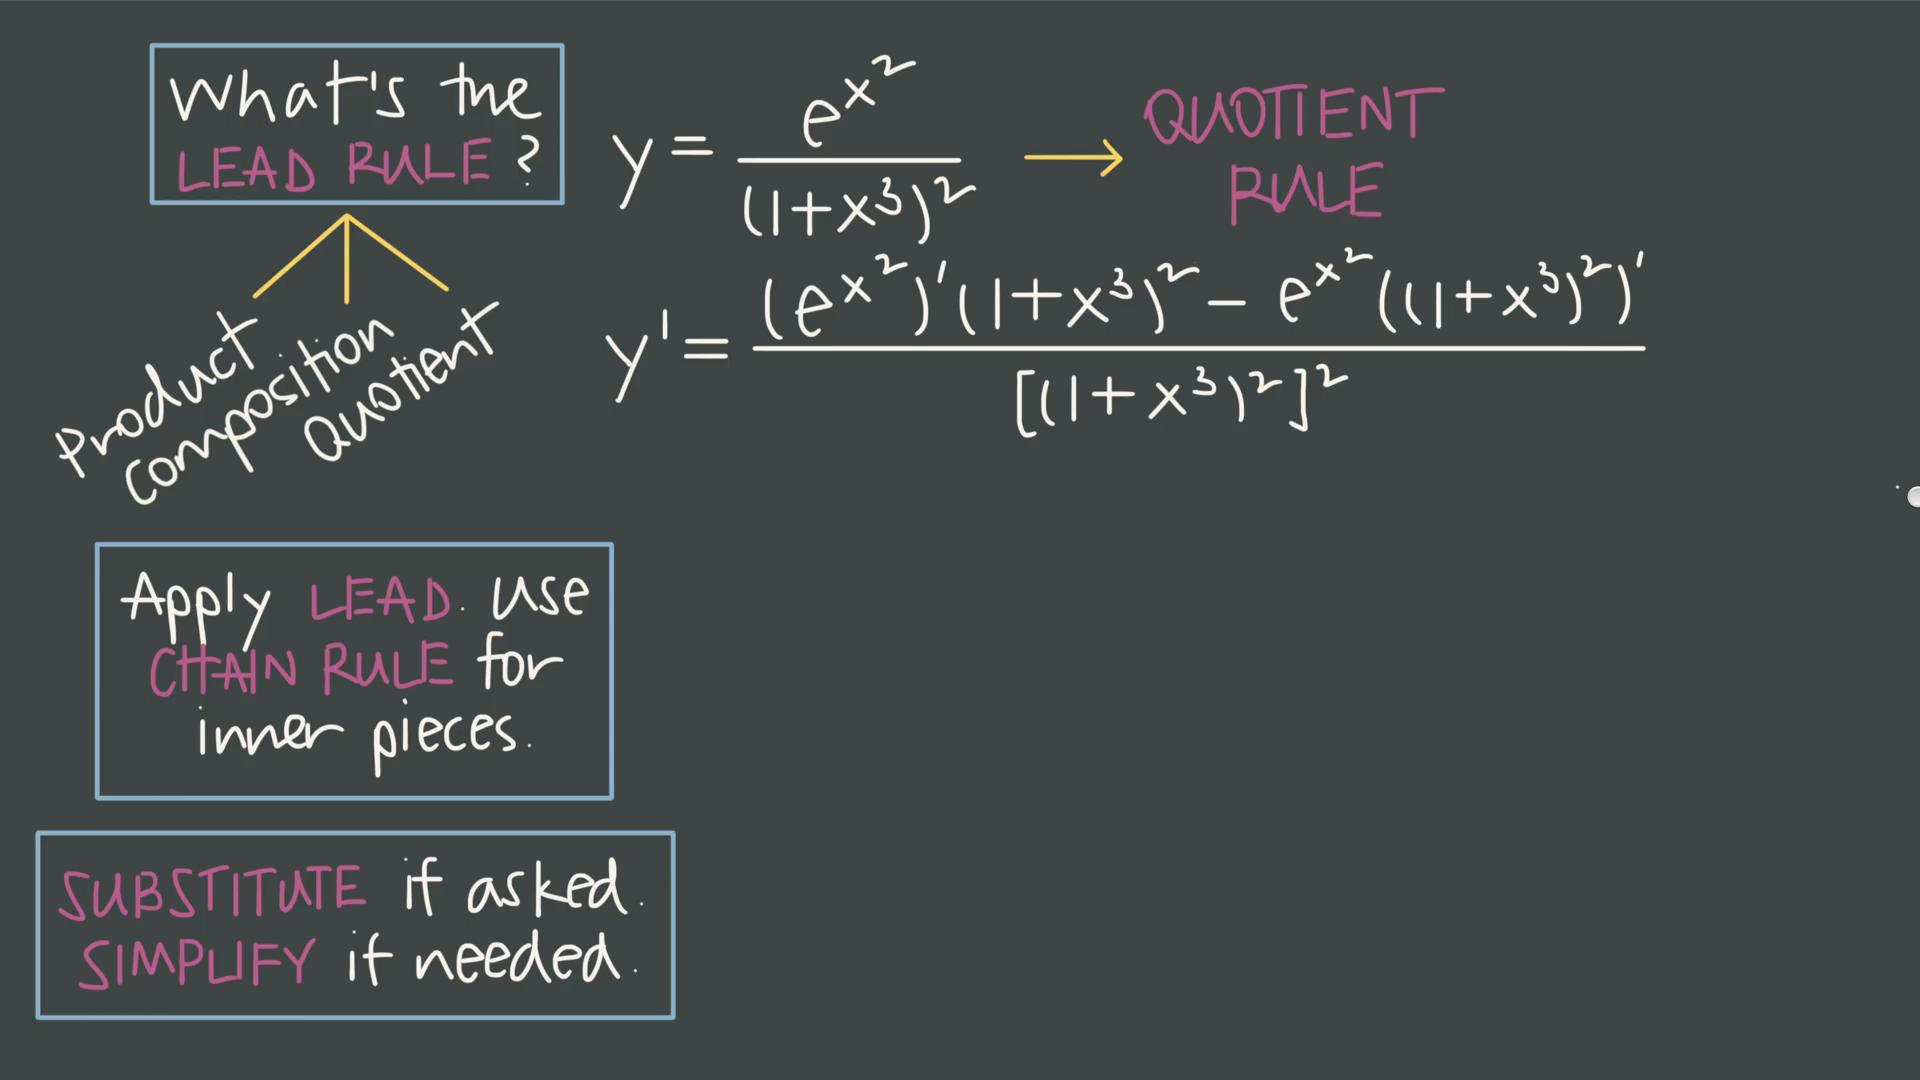 What's the
LEAD RULE?
Product
Composition
Quotient
Apply LEAD. Use
CHAIN RULE for
inner pieces.
SUBSTITUTE if asked.
SIMPLIFY if needed.
y = e^{x^2} / (1+x^3)^2 → QUOTIENT
RULE
y' = (e^{x^2})'(1+x^3)^2 - e^{x^2}((1+x^3)^2)' / [(1+x^3)^2]^2